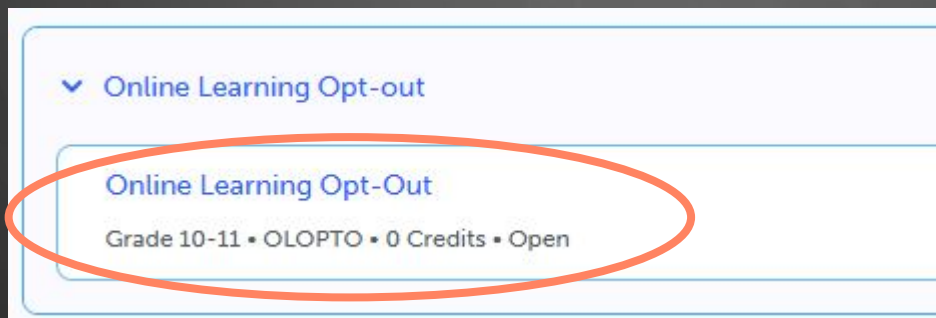 Online Learning Opt-out
Online Learning Opt-Out
Grade 10-11 • OLOPTO • 0 Credits • Open